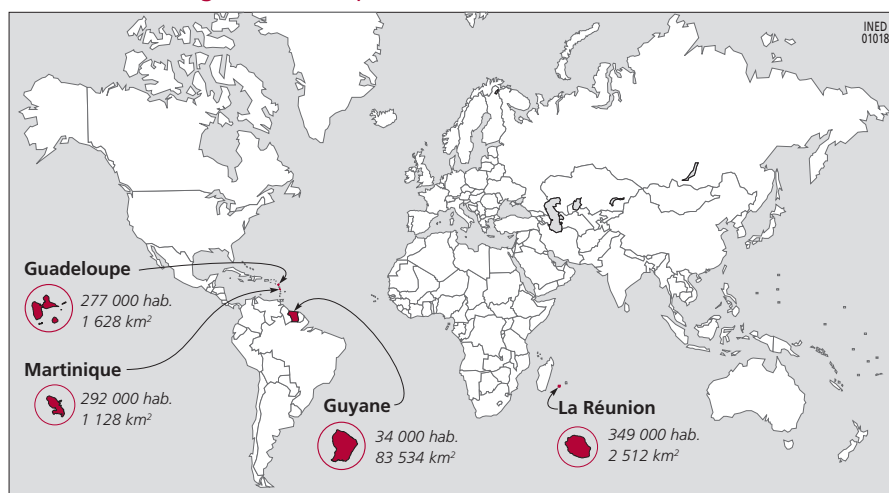 INED
01018
Guadeloupe
277 000 hab.
1 628 km²
Martinique
292 000 hab.
1 128 km²
Guyane
34 000 hab.
83 534 km²
La Réunion
349 000 hab.
2 512 km²